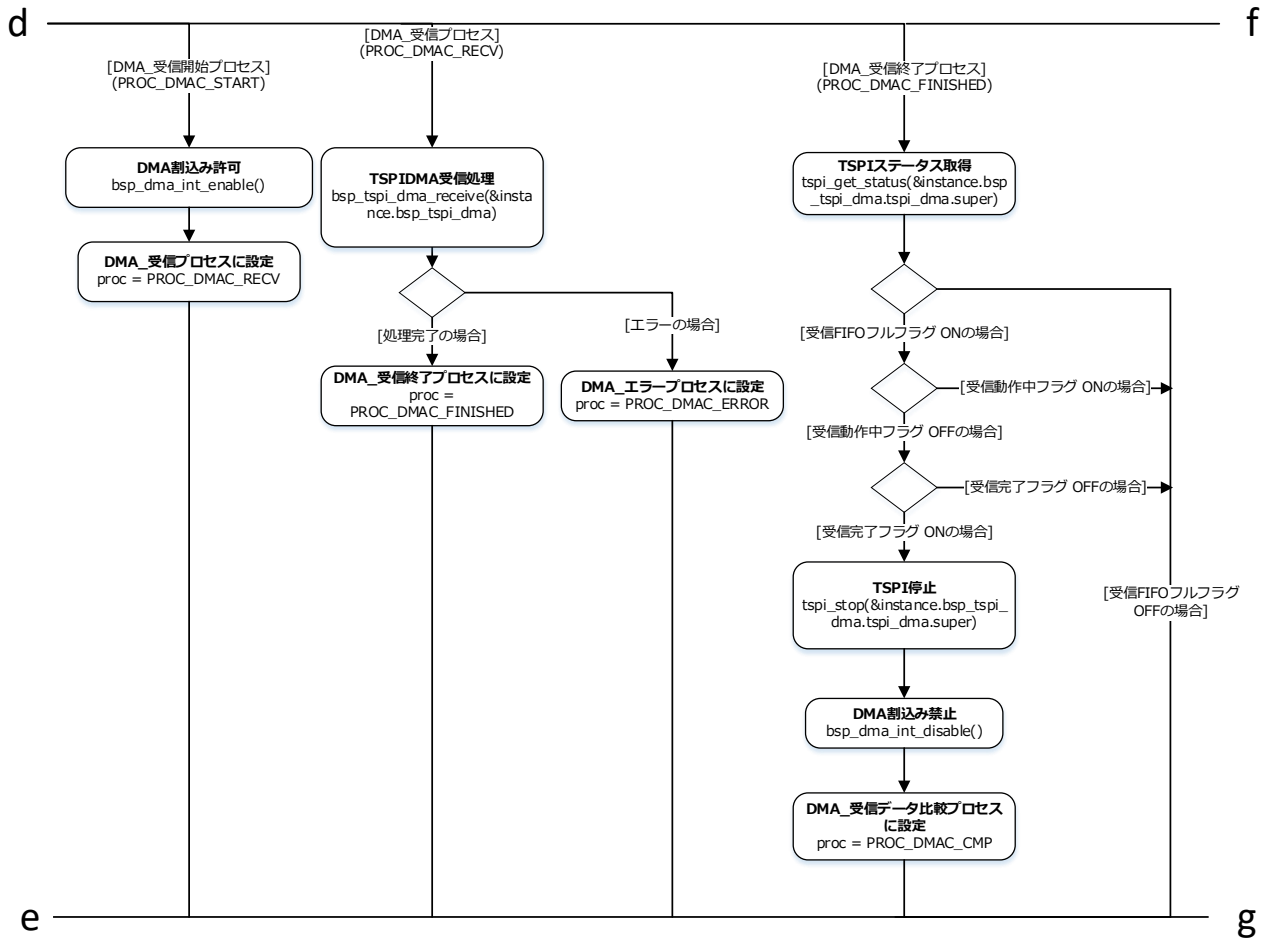 d
f
[DMA_受信開始プロセス]
(PROC_DMAC_START)
DMA割込み許可
bsp_dma_int_enable()
DMA_受信プロセスに設定
proc = PROC_DMAC_RECV
[DMA_受信プロセス]
(PROC_DMAC_RECV)
TSPIDMA受信処理
bsp_tspi_dma_receive(&insta
nce.bsp_tspi_dma)
[処理完了の場合]
DMA_受信終了プロセスに設定
proc =
PROC_DMAC_FINISHED
[エラーの場合]
DMA_エラープロセスに設定
proc = PROC_DMAC_ERROR
[DMA_受信終了プロセス]
(PROC_DMAC_FINISHED)
TSPIステータス取得
tspi_get_status(&instance.bsp
_tspi_dma.tspi_dma.super)
[受信FIFOフルフラグ ONの場合]
[受信動作中フラグ ONの場合]
[受信動作中フラグ OFFの場合]
[受信完了フラグ OFFの場合]
[受信完了フラグ ONの場合]
TSPI停止
tspi_stop(&instance.bsp_tspi_
dma.tspi_dma.super)
[受信FIFOフルフラグ
OFFの場合]
DMA割込み禁止
bsp_dma_int_disable()
DMA_受信データ比較プロセス
に設定
proc = PROC_DMAC_CMP
e
g